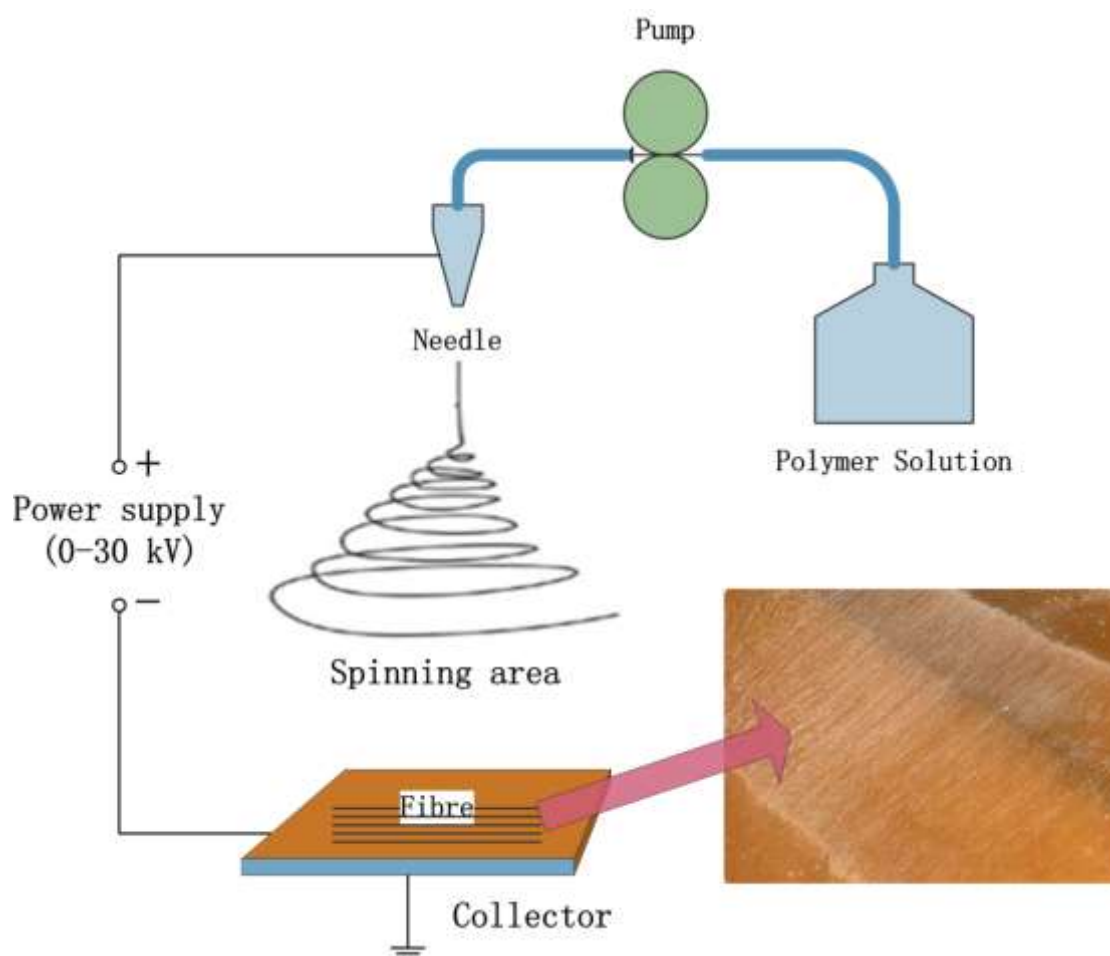 Pump
Needle
Polymer Solution
+
Power supply
(0-30 kV)
−
Spinning area
Fibre
Collector